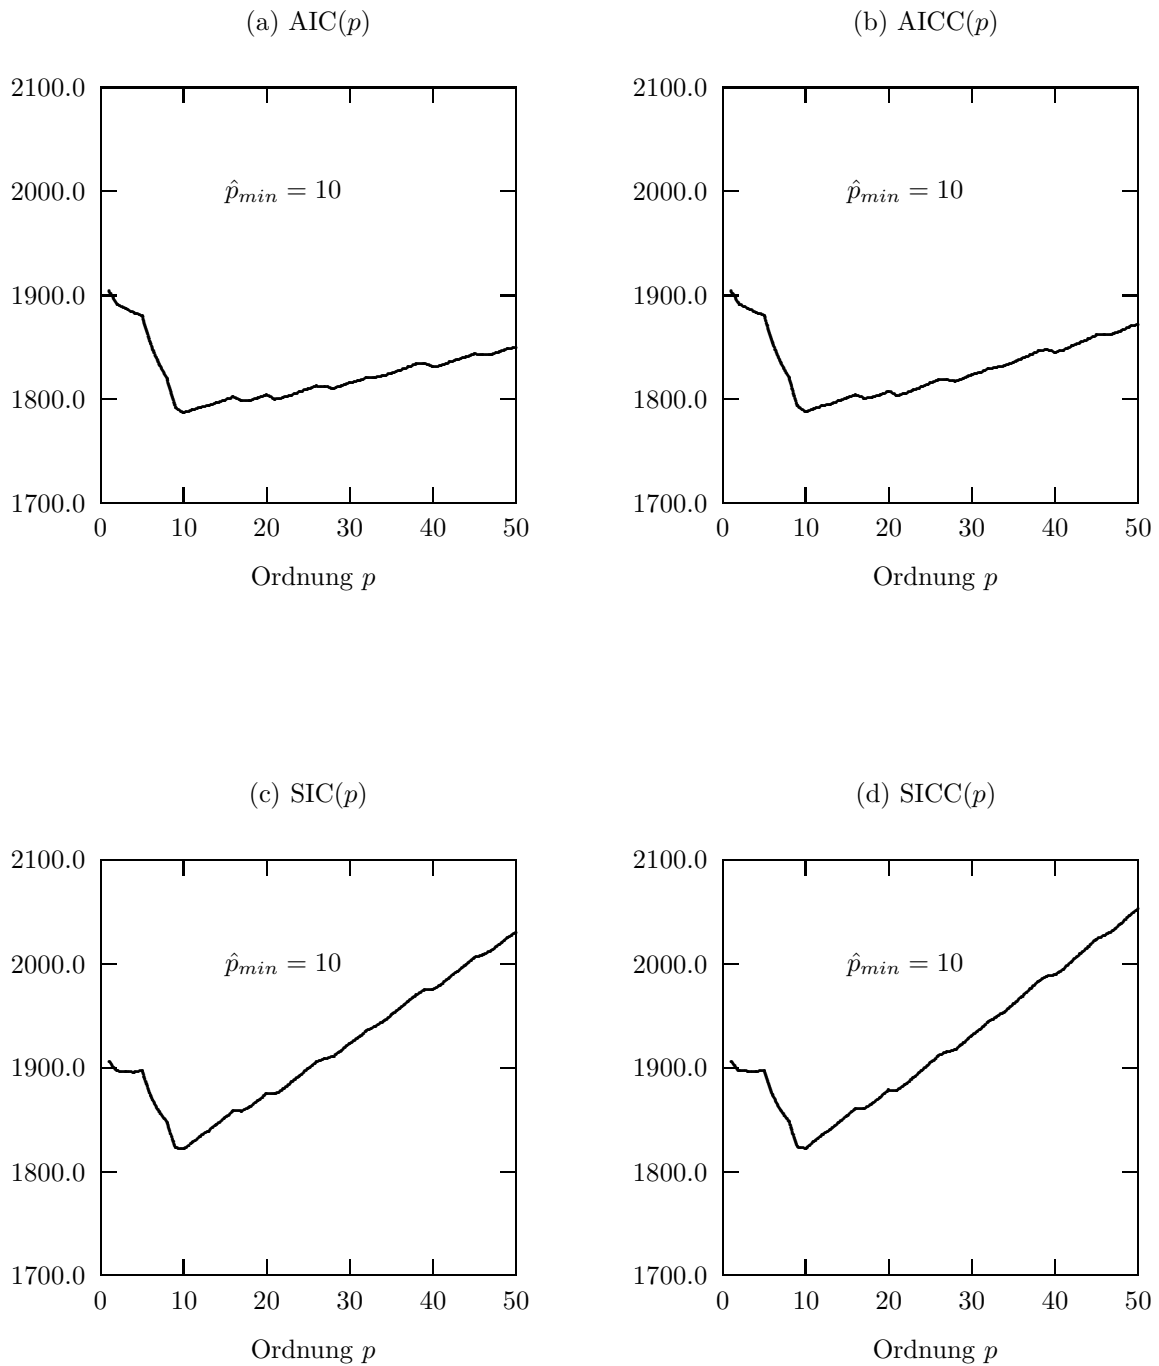 (a) AIC(p)
2100.0
2000.0
p̂min = 10
1900.0
1800.0
1700.0
0 10 20 30 40 50
Ordnung p
(b) AICC(p)
2100.0
2000.0
p̂min = 10
1900.0
1800.0
1700.0
0 10 20 30 40 50
Ordnung p
(c) SIC(p)
2100.0
2000.0
p̂min = 10
1900.0
1800.0
1700.0
0 10 20 30 40 50
Ordnung p
(d) SICC(p)
2100.0
2000.0
p̂min = 10
1900.0
1800.0
1700.0
0 10 20 30 40 50
Ordnung p